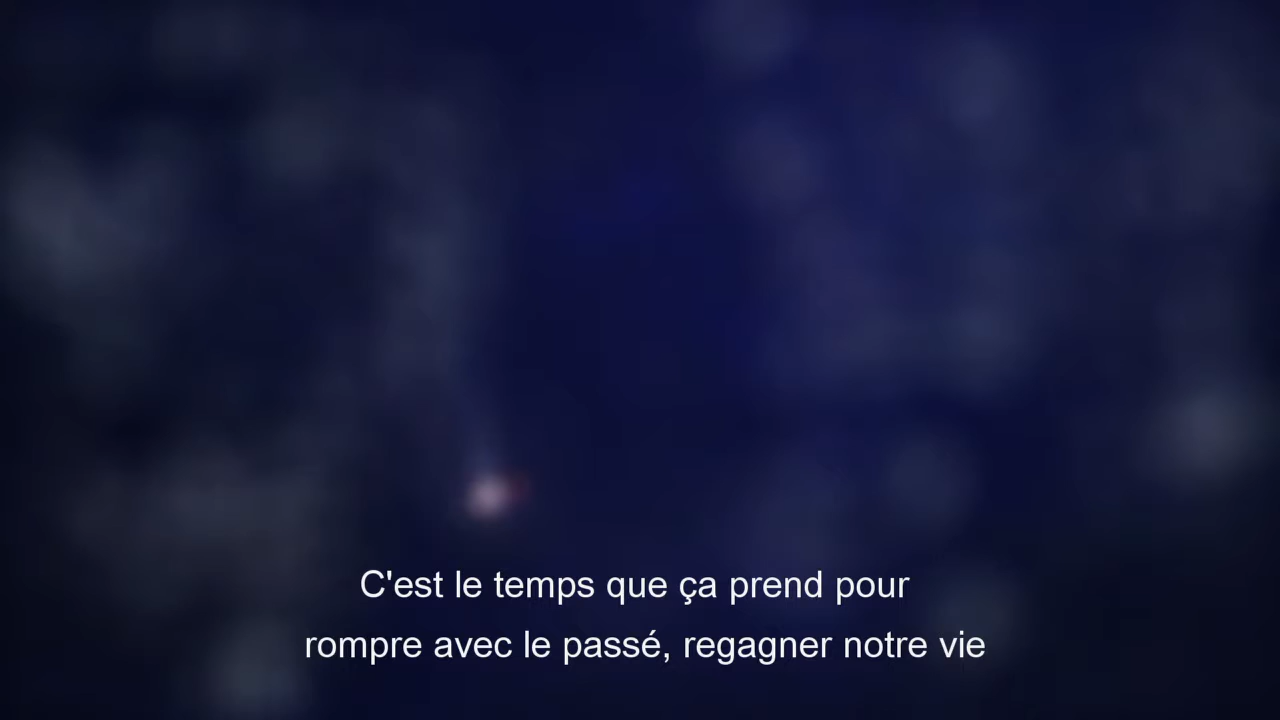 C'est le temps que ça prend pour
rompre avec le passé, regagner notre vie